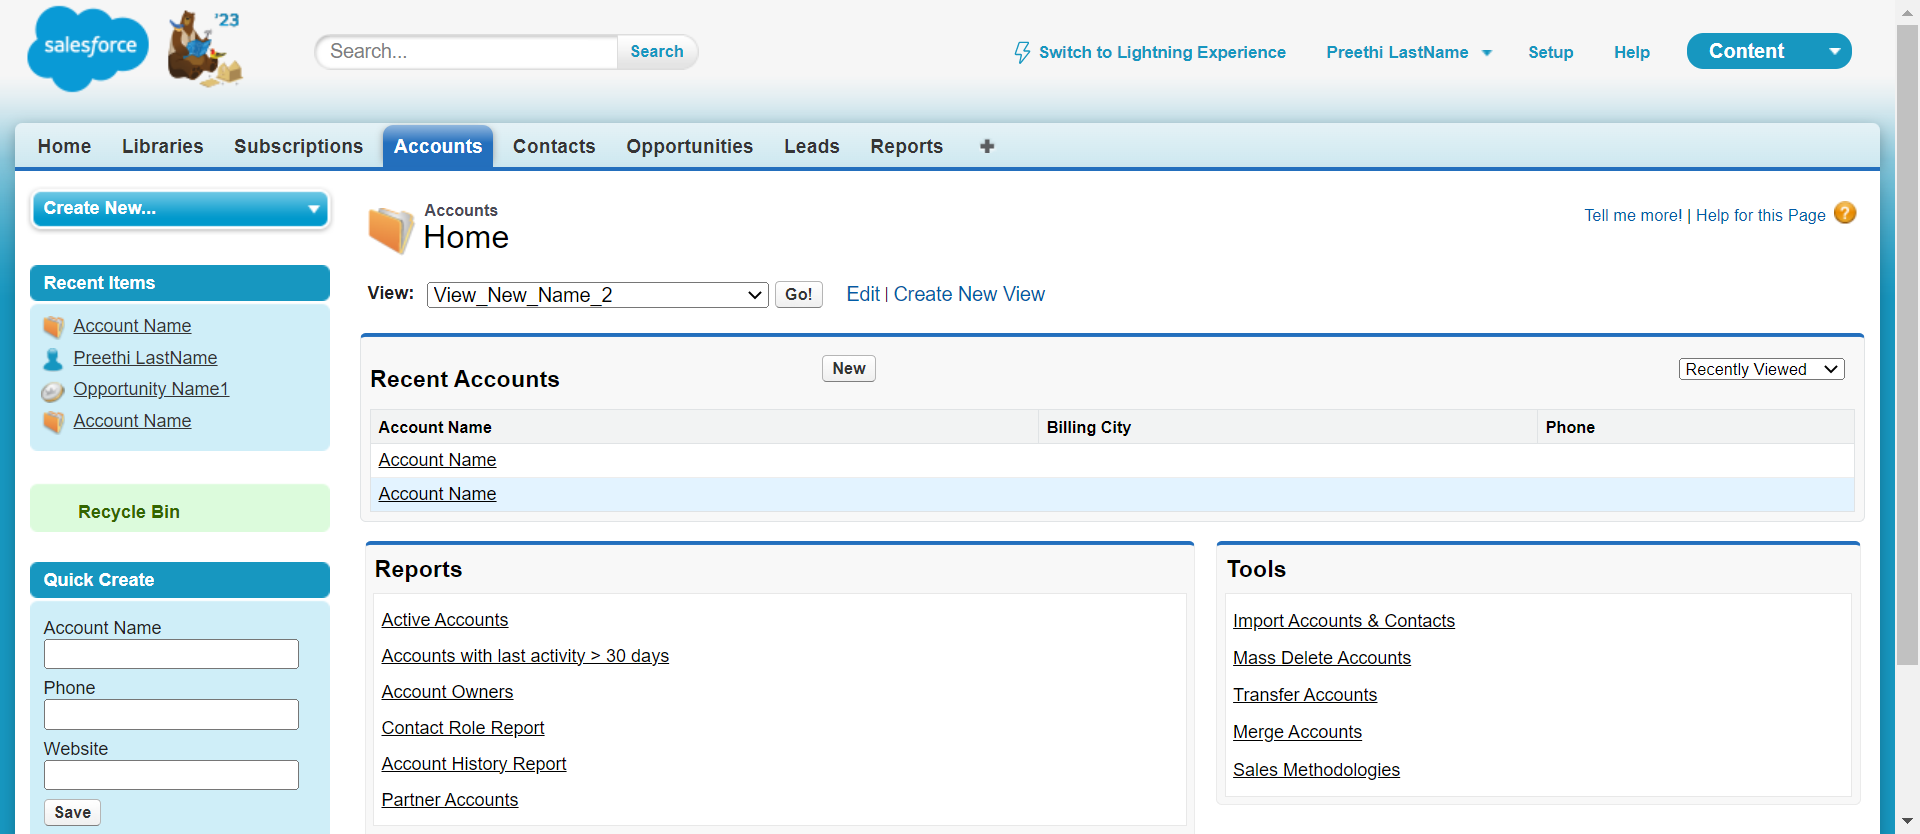 salesforce
'23
Search...
Search
Switch to Lightning Experience
Preethi LastName
Setup
Help
Content
Home
Libraries
Subscriptions
Accounts
Contacts
Opportunities
Leads
Reports
Create New...
Recent Items
Account Name
Preethi LastName
Opportunity Name1
Account Name
Recycle Bin
Quick Create
Account Name
Phone
Website
Save
Accounts
Home
Tell me more! | Help for this Page ?
View: View_New_Name_2 Go! Edit | Create New View
Recent Accounts
New
Recently Viewed
Account Name Billing City Phone
Account Name
Account Name
Reports
Active Accounts
Accounts with last activity > 30 days
Account Owners
Contact Role Report
Account History Report
Partner Accounts
Tools
Import Accounts & Contacts
Mass Delete Accounts
Transfer Accounts
Merge Accounts
Sales Methodologies